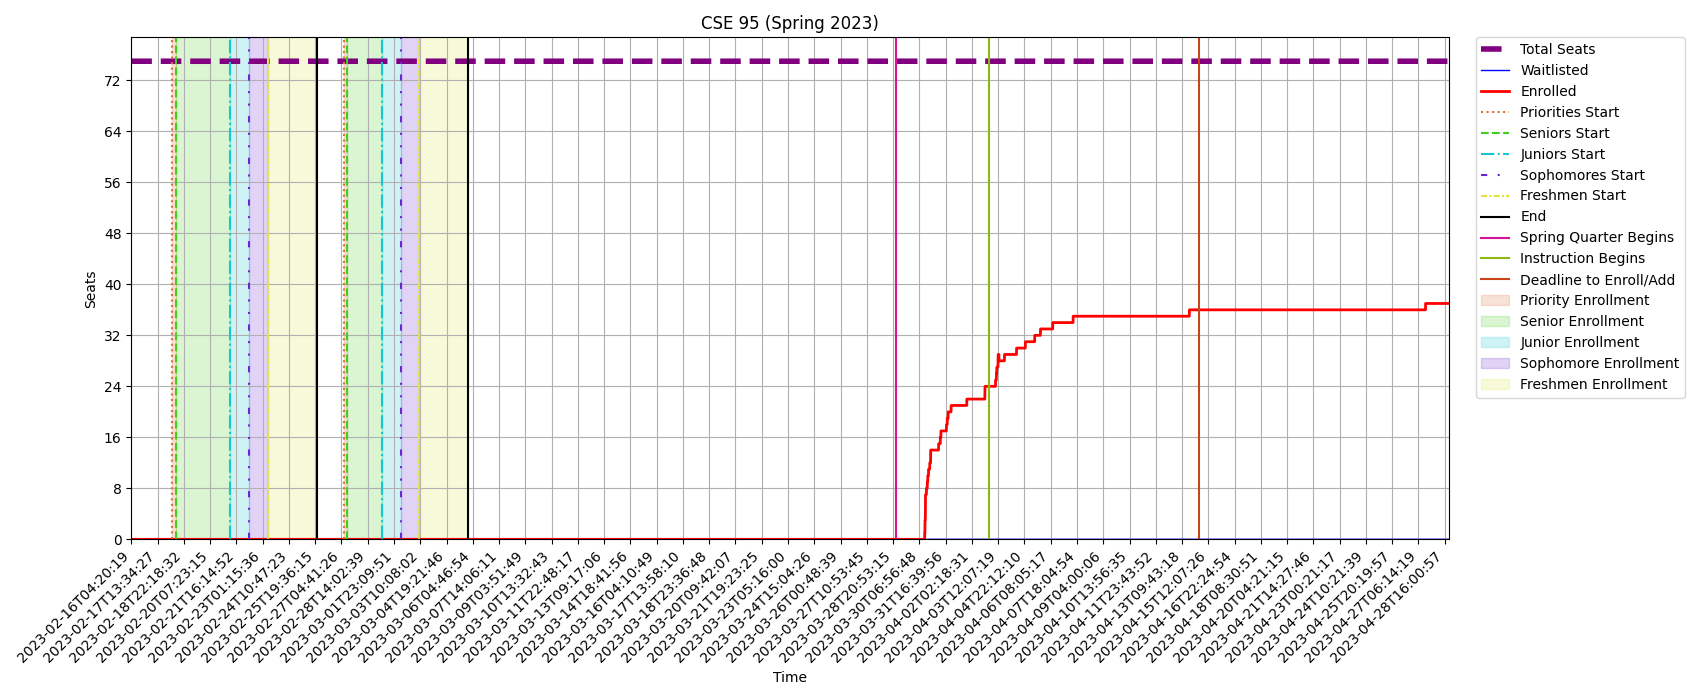 CSE 95 (Spring 2023)
Seats
72
64
56
48
40
32
24
16
8
0
2023-02-16T04:20:19
2023-02-17T13:34:27
2023-02-18T22:18:32
2023-02-20T07:23:15
2023-02-21T16:14:52
2023-02-23T01:15:36
2023-02-24T10:47:23
2023-02-25T19:36:15
2023-02-27T04:41:26
2023-02-28T14:02:39
2023-03-01T23:09:51
2023-03-03T10:08:02
2023-03-04T19:21:46
2023-03-06T04:46:54
2023-03-07T14:06:11
2023-03-09T03:51:49
2023-03-10T13:32:43
2023-03-11T22:48:17
2023-03-13T09:17:06
2023-03-14T18:41:56
2023-03-16T04:10:49
2023-03-17T13:58:10
2023-03-18T23:36:48
2023-03-20T09:42:07
2023-03-21T19:23:25
2023-03-23T05:16:00
2023-03-24T15:04:26
2023-03-26T00:48:39
2023-03-27T10:53:45
2023-03-28T20:53:15
2023-03-30T06:56:48
2023-03-31T16:39:56
2023-04-02T02:18:31
2023-04-03T12:07:19
2023-04-04T22:12:10
2023-04-06T08:05:17
2023-04-07T18:04:54
2023-04-09T04:00:06
2023-04-10T13:56:35
2023-04-11T23:43:52
2023-04-13T09:43:18
2023-04-15T12:07:26
2023-04-16T22:24:54
2023-04-18T08:30:51
2023-04-20T04:21:15
2023-04-21T14:27:46
2023-04-23T00:21:17
2023-04-24T10:21:39
2023-04-25T20:19:57
2023-04-27T06:14:19
2023-04-28T16:00:57
Time
Total Seats
Waitlisted
Enrolled
Priorities Start
Seniors Start
Juniors Start
Sophomores Start
Freshmen Start
End
Spring Quarter Begins
Instruction Begins
Deadline to Enroll/Add
Priority Enrollment
Senior Enrollment
Junior Enrollment
Sophomore Enrollment
Freshmen Enrollment